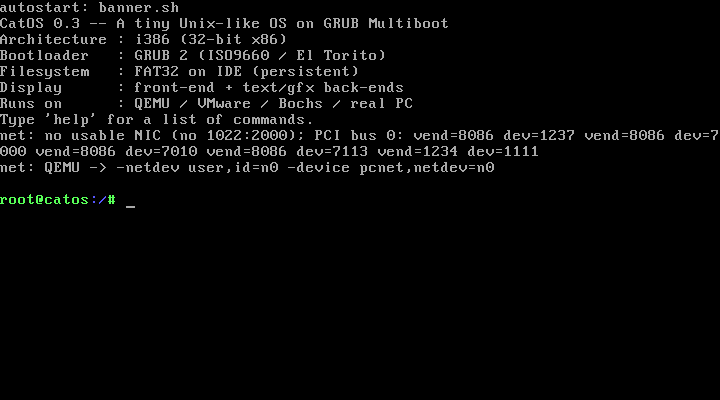 autostart: banner.sh
CatOS 0.3 -- A tiny Unix-like OS on GRUB Multiboot
Architecture : i386 (32-bit x86)
Bootloader   : GRUB 2 (ISO9660 / El Torito)
Filesystem   : FAT32 on IDE (persistent)
Display      : front-end + text/gfx back-ends
Runs on      : QEMU / VMware / Bochs / real PC
Type 'help' for a list of commands.
net: no usable NIC (no 1022:2000); PCI bus 0: vend=8086 dev=1237 vend=8086 dev=7
000 vend=8086 dev=7010 vend=8086 dev=7113 vend=1234 dev=1111
net: QEMU -> -netdev user,id=n0 -device pcnet,netdev=n0
root@catos:/# _